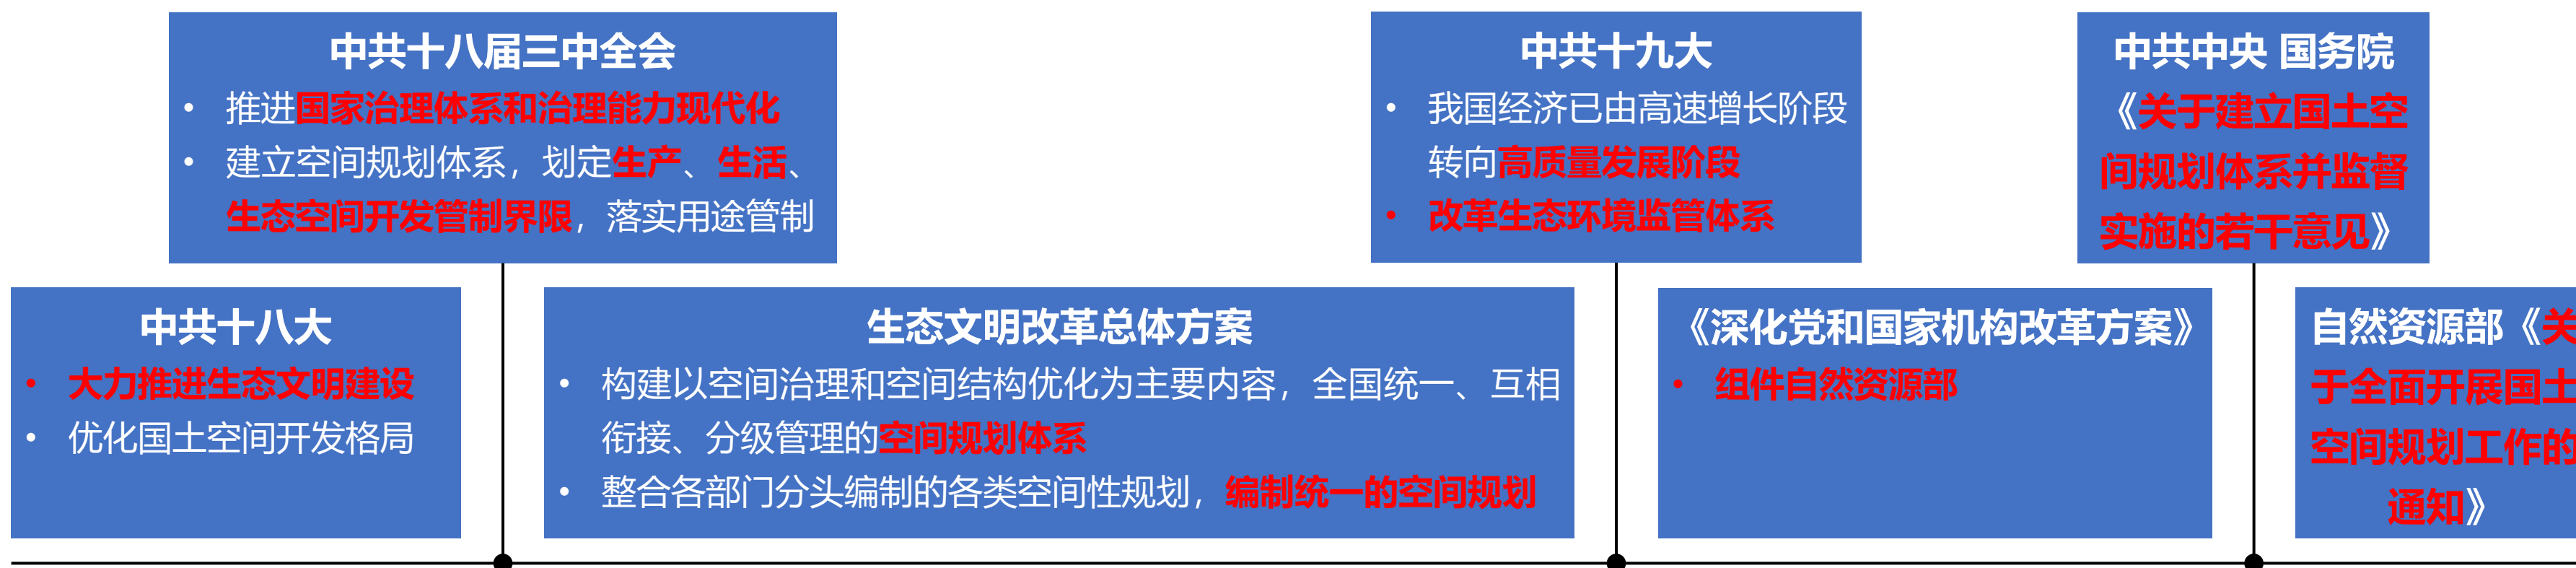 中共十八届三中全会
• 推进国家治理体系和治理能力现代化
• 建立空间规划体系，划定生产、生活、
生态空间开发管制界限，落实用途管制
中共十九大
• 我国经济已由高速增长阶段
转向高质量发展阶段
• 改革生态环境监管体系
中共中央 国务院
《关于建立国土空
间规划体系并监督
实施的若干意见》
中共十八大
• 大力推进生态文明建设
• 优化国土空间开发格局
生态文明改革总体方案
• 构建以空间治理和空间结构优化为主要内容，全国统一、互相
衔接、分级管理的空间规划体系
• 整合各部门分头编制的各类空间性规划，编制统一的空间规划
《深化党和国家机构改革方案》
• 组件自然资源部
自然资源部《关
于全面开展国土
空间规划工作的
通知》